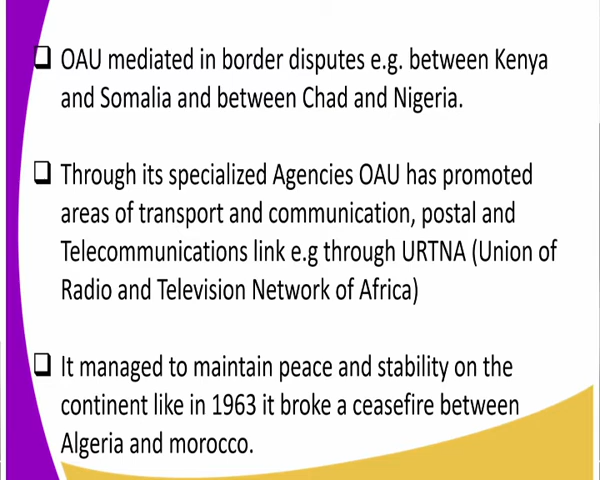 OAU mediated in border disputes e.g. between Kenya
and Somalia and between Chad and Nigeria.
Through its specialized Agencies OAU has promoted
areas of transport and communication, postal and
Telecommunications link e.g through URTNA (Union of
Radio and Television Network of Africa)
It managed to maintain peace and stability on the
continent like in 1963 it broke a ceasefire between
Algeria and morocco.